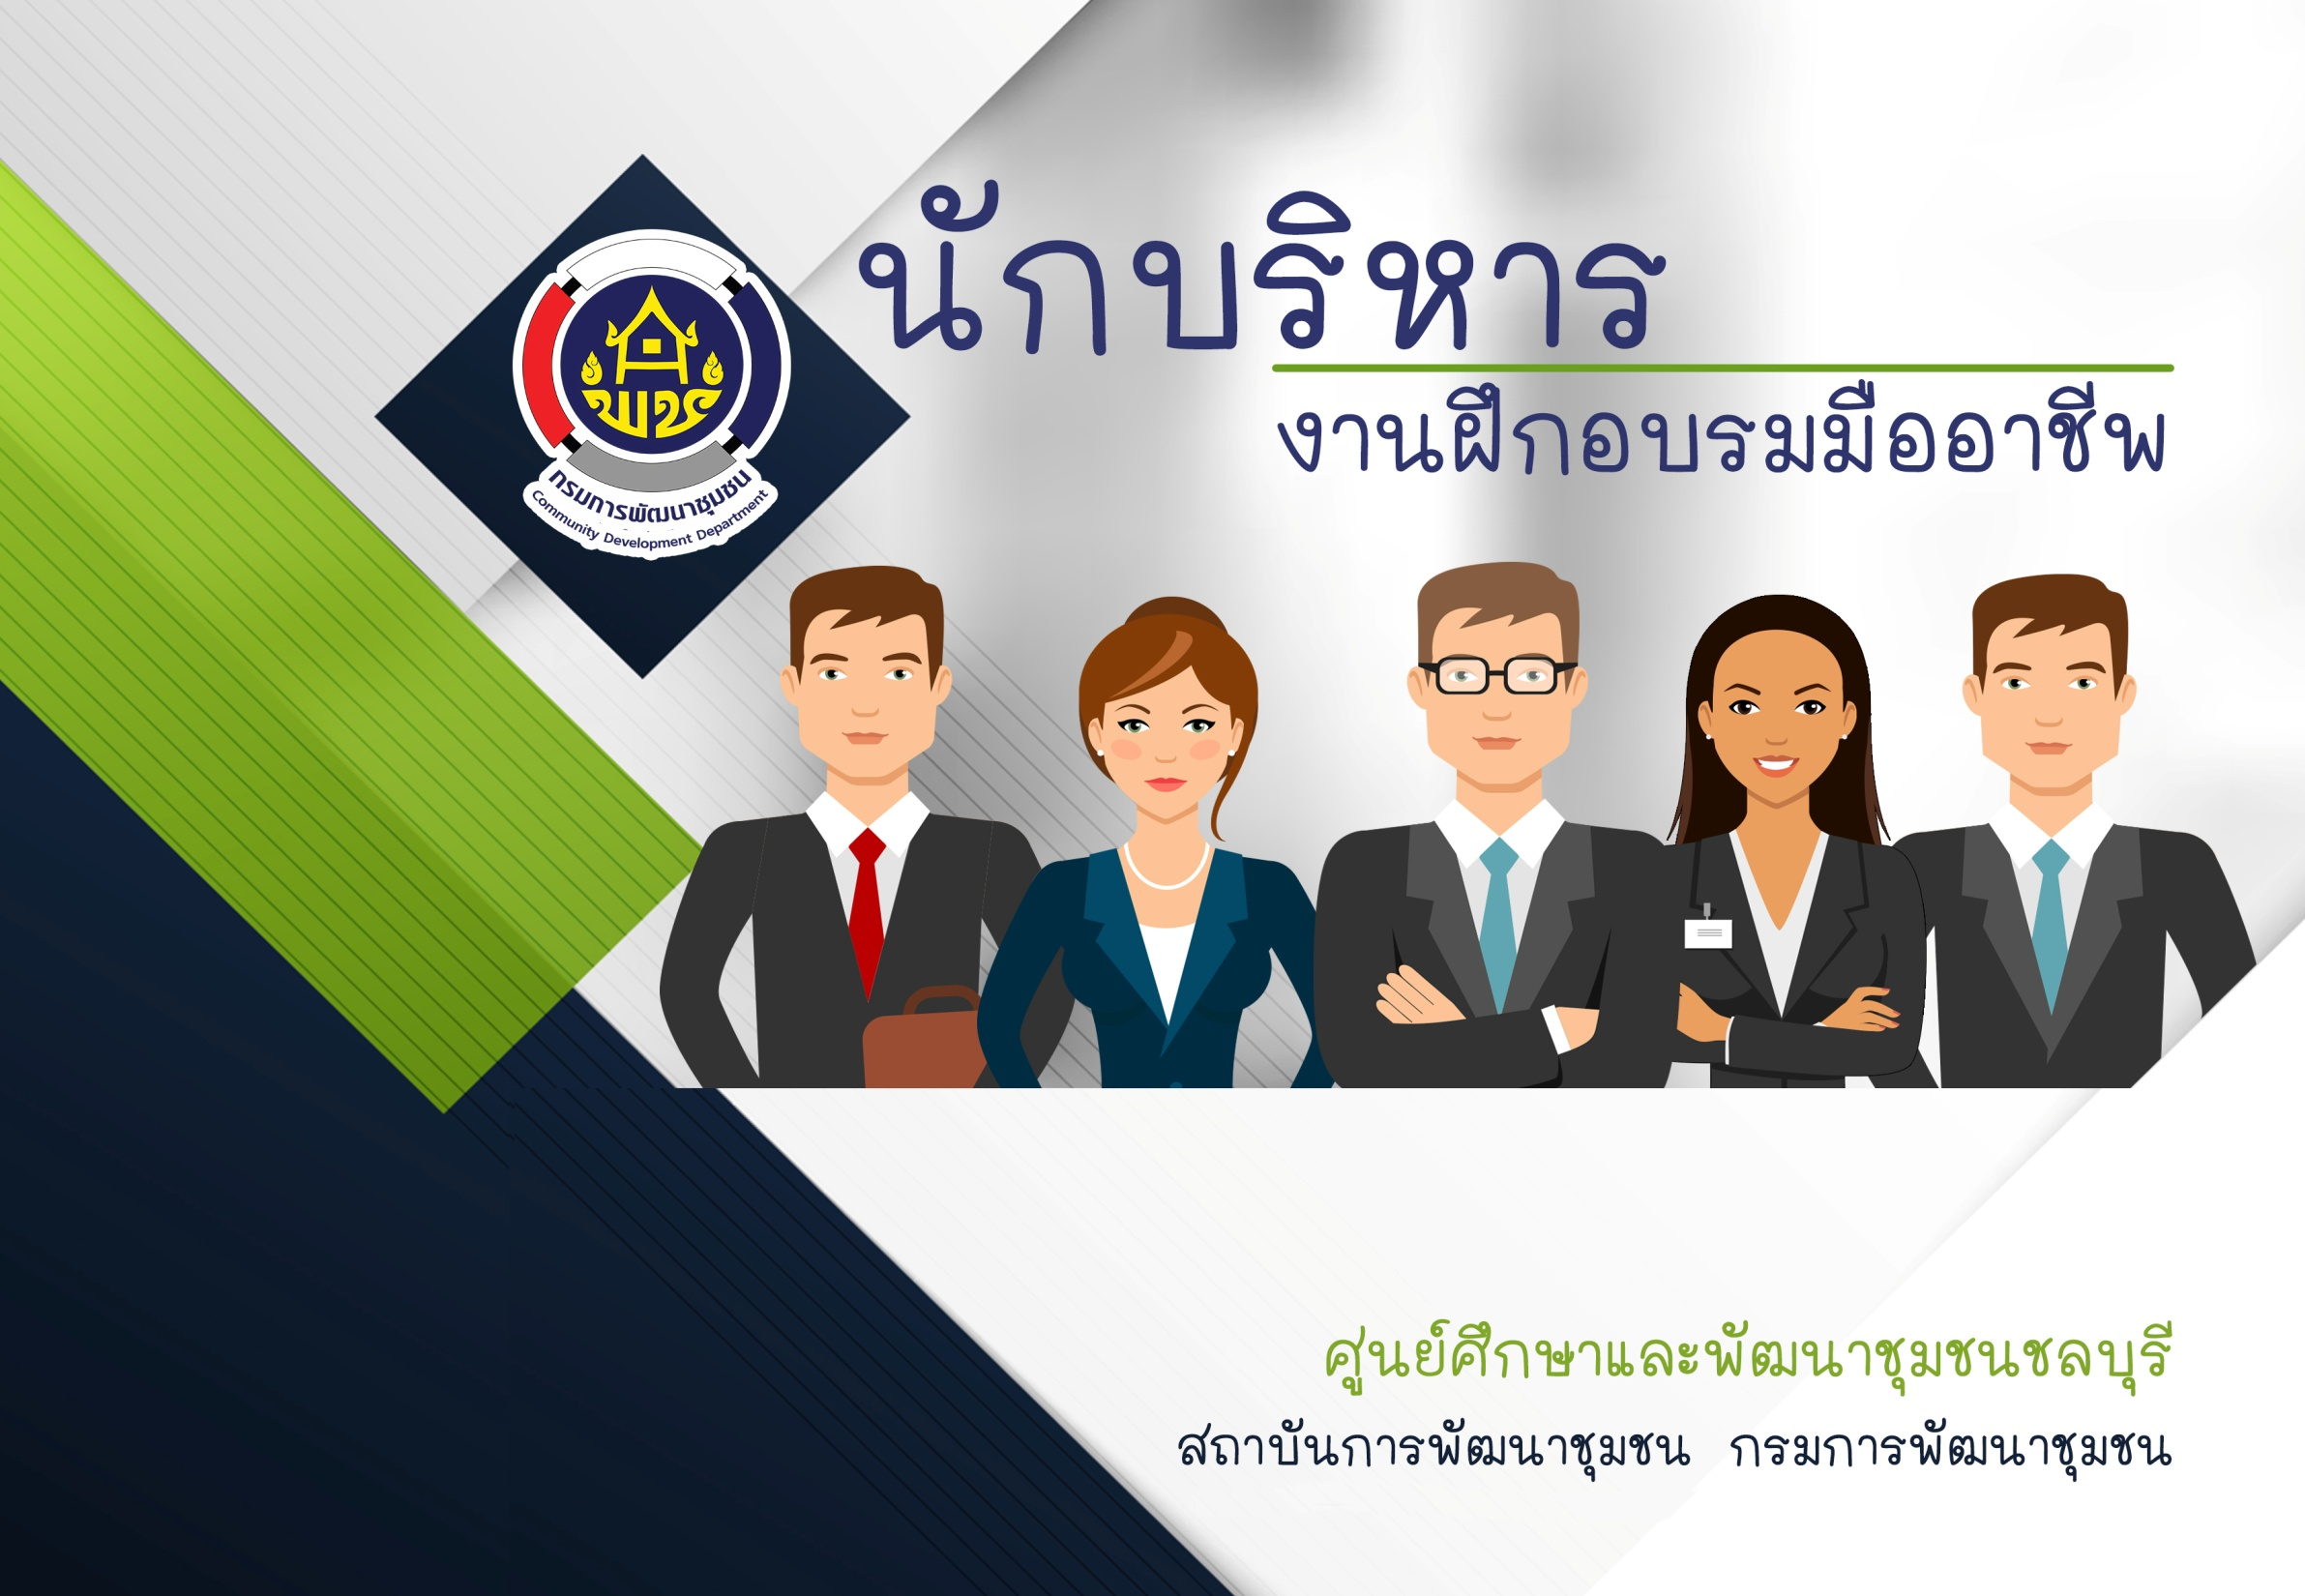 นักบริหาร
งานฝึกอบรมมืออาชีพ
กรมการพัฒนาชุมชน
Community Development Department
ศูนย์ศึกษาและพัฒนาชุมชนชลบุรี
สถาบันการพัฒนาชุมชน กรมการพัฒนาชุมชน